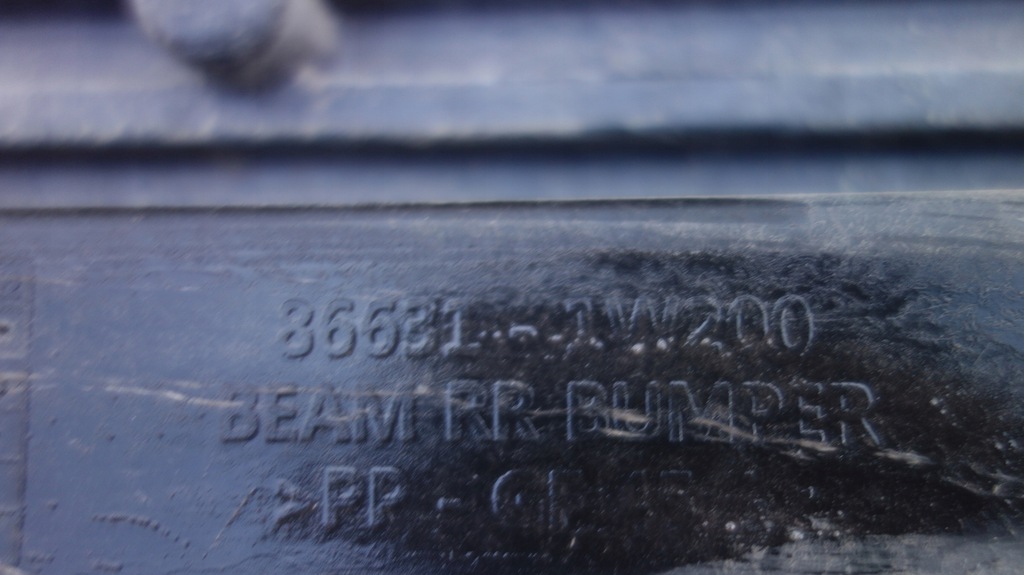 86631 - 1W200
BEAM RR BUMPER
>PP -